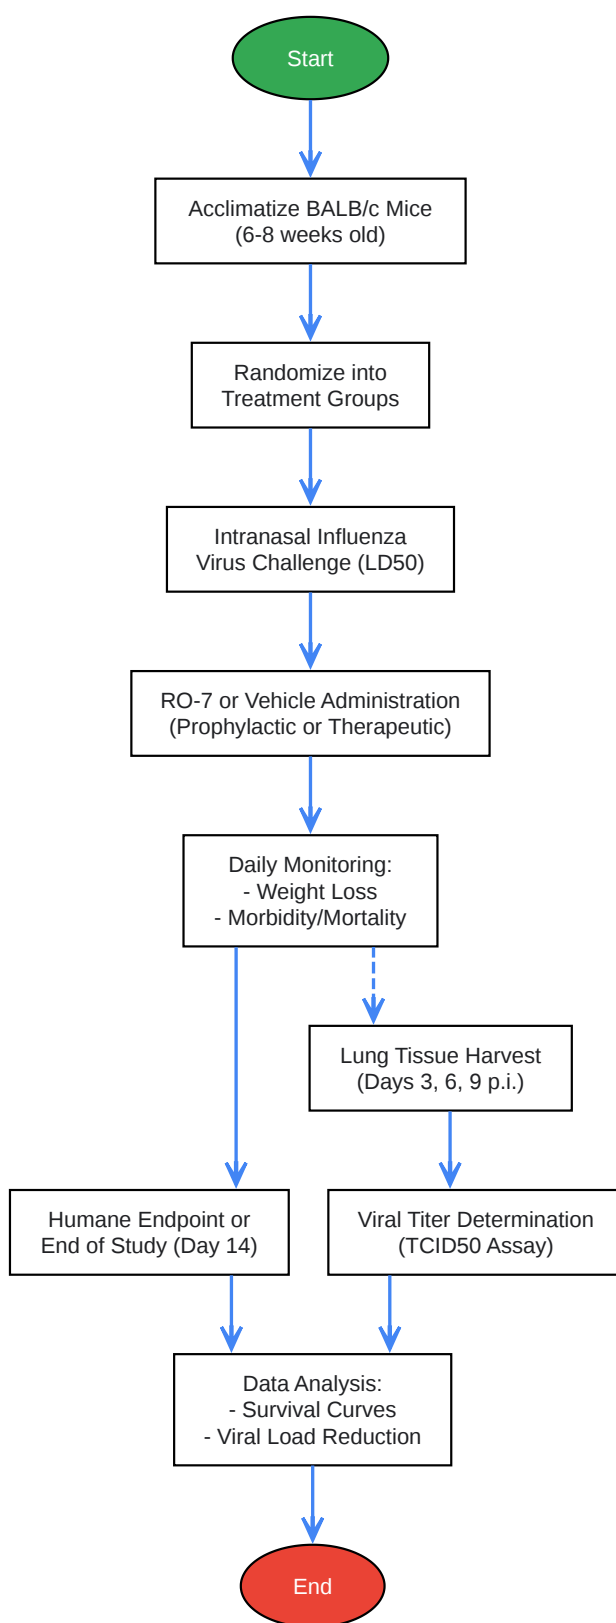 Start
Acclimatize BALB/c Mice
(6-8 weeks old)
Randomize into
Treatment Groups
Intranasal Influenza
Virus Challenge (LD50)
RO-7 or Vehicle Administration
(Prophylactic or Therapeutic)
Daily Monitoring:
- Weight Loss
- Morbidity/Mortality
Lung Tissue Harvest
(Days 3, 6, 9 p.i.)
Humane Endpoint or
End of Study (Day 14)
Viral Titer Determination
(TCID50 Assay)
Data Analysis:
- Survival Curves
- Viral Load Reduction
End